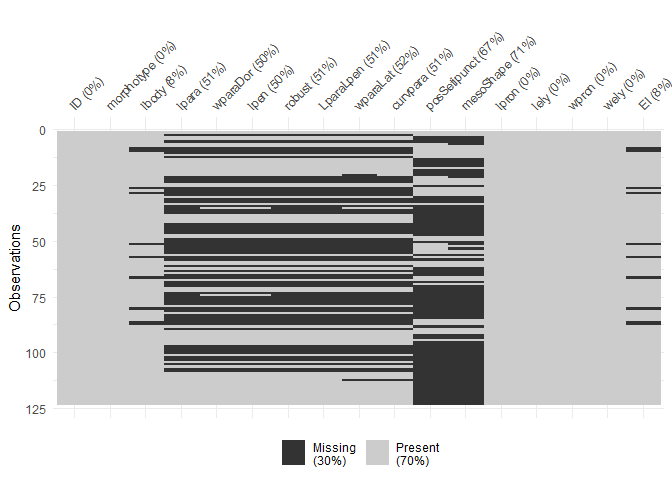 ID (0%)
morphotype (0%)
lbody (8%)
lpara (51%)
wparaDor (50%)
lpen (50%)
robust (51%)
LparaLpen (51%)
wparaLat (52%)
curvpara (51%)
posSetipunct (67%)
mesoShape (71%)
lpron (0%)
lely (0%)
wpron (0%)
wely (0%)
EI (8%)
Observations
0
25
50
75
100
125
Missing
(30%)
Present
(70%)